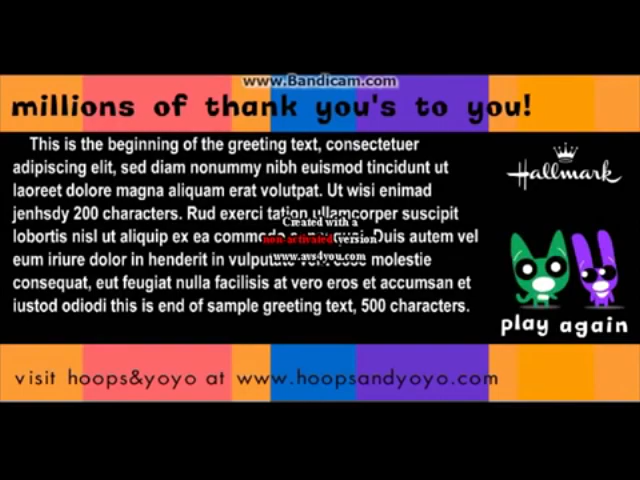 www.Bandicam.com
millions of thank you's to you!
This is the beginning of the greeting text, consectetuer
adipiscing elit, sed diam nonummy nibh euismod tincidunt ut
laoreet dolore magna aliquam erat volutpat. Ut wisi enimad
jenhsdy 200 characters. Rud exerci tation ullamcorper suscipit
lobortis nisl ut aliquip ex ea Duis autem vel
eum iriure dolor in henderit in molestie
consequat, eut feugiat nulla facilisis at vero eros et accumsan et
iustod odiodi this is end of sample greeting text, 500 characters.
Created with a
non-activated version
www.avs4you.com
Hallmark
play again
visit hoops&yoyo at www.hoopsandyoyo.com